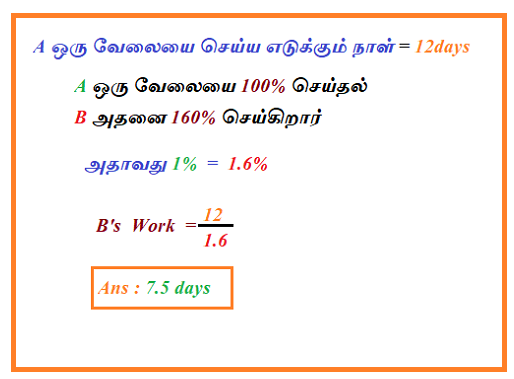 A ஒரு வேலையை செய்ய எடுக்கும் நாள் = 12days
A ஒரு வேலையை 100% செய்தல்
B அதனை 160% செய்கிறார்
அதாவது 1% = 1.6%
B's Work = 12
1.6
Ans : 7.5 days